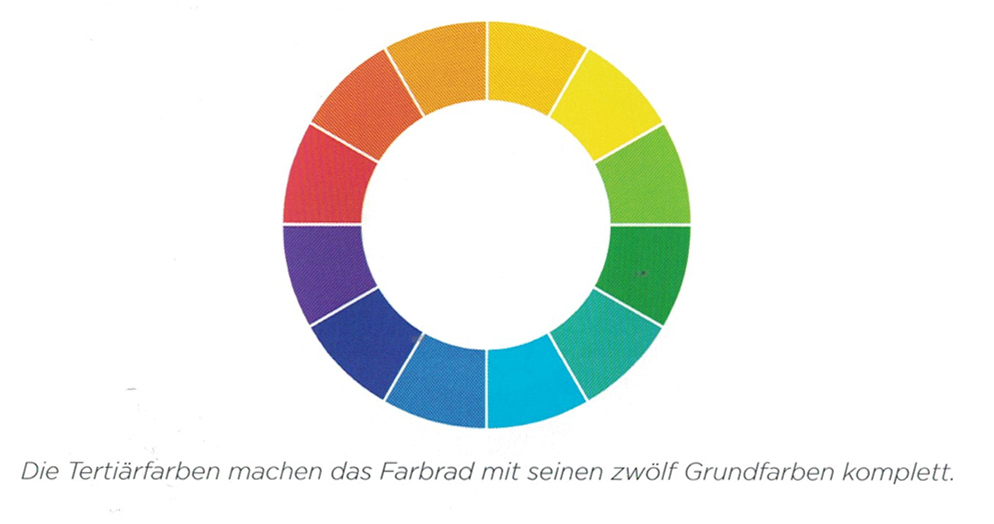 Die Tertiärfarben machen das Farbrad mit seinen zwölf Grundfarben komplett.